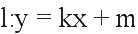 l:y = kx + m